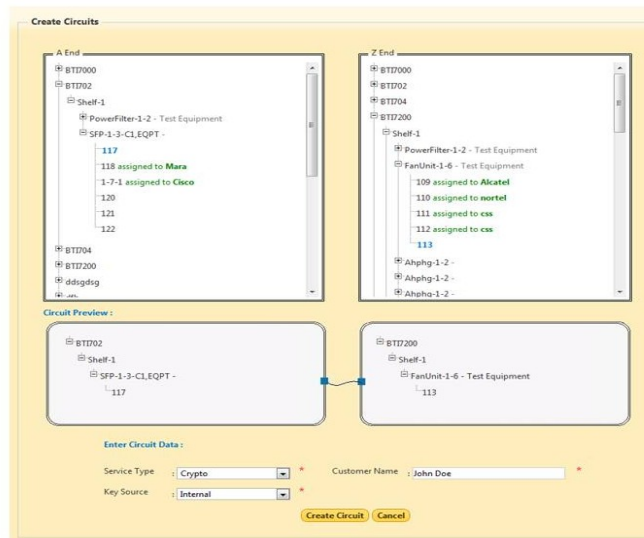 Create Circuits
A End
BTI7000
BTI702
Shelf-1
PowerFilter-1-2 - Test Equipment
SFP-1-3-C1,EQPT -
117
118 assigned to Mara
1-7-1 assigned to Cisco
120
121
122
BTI704
BTI7200
ddsgdsg
Z End
BTI7000
BTI702
BTI704
BTI7200
Shelf-1
PowerFilter-1-2 - Test Equipment
FanUnit-1-6 - Test Equipment
109 assigned to Alcatel
110 assigned to nortel
111 assigned to css
112 assigned to css
113
Ahphg-1-2 -
Ahphg-1-2 -
Ahphg-1-2 -
Circuit Preview :
BTI702
Shelf-1
SFP-1-3-C1,EQPT -
117
BTI7200
Shelf-1
FanUnit-1-6 - Test Equipment
113
Enter Circuit Data :
Service Type : Crypto * Customer Name : John Doe *
Key Source : Internal *
Create Circuit Cancel